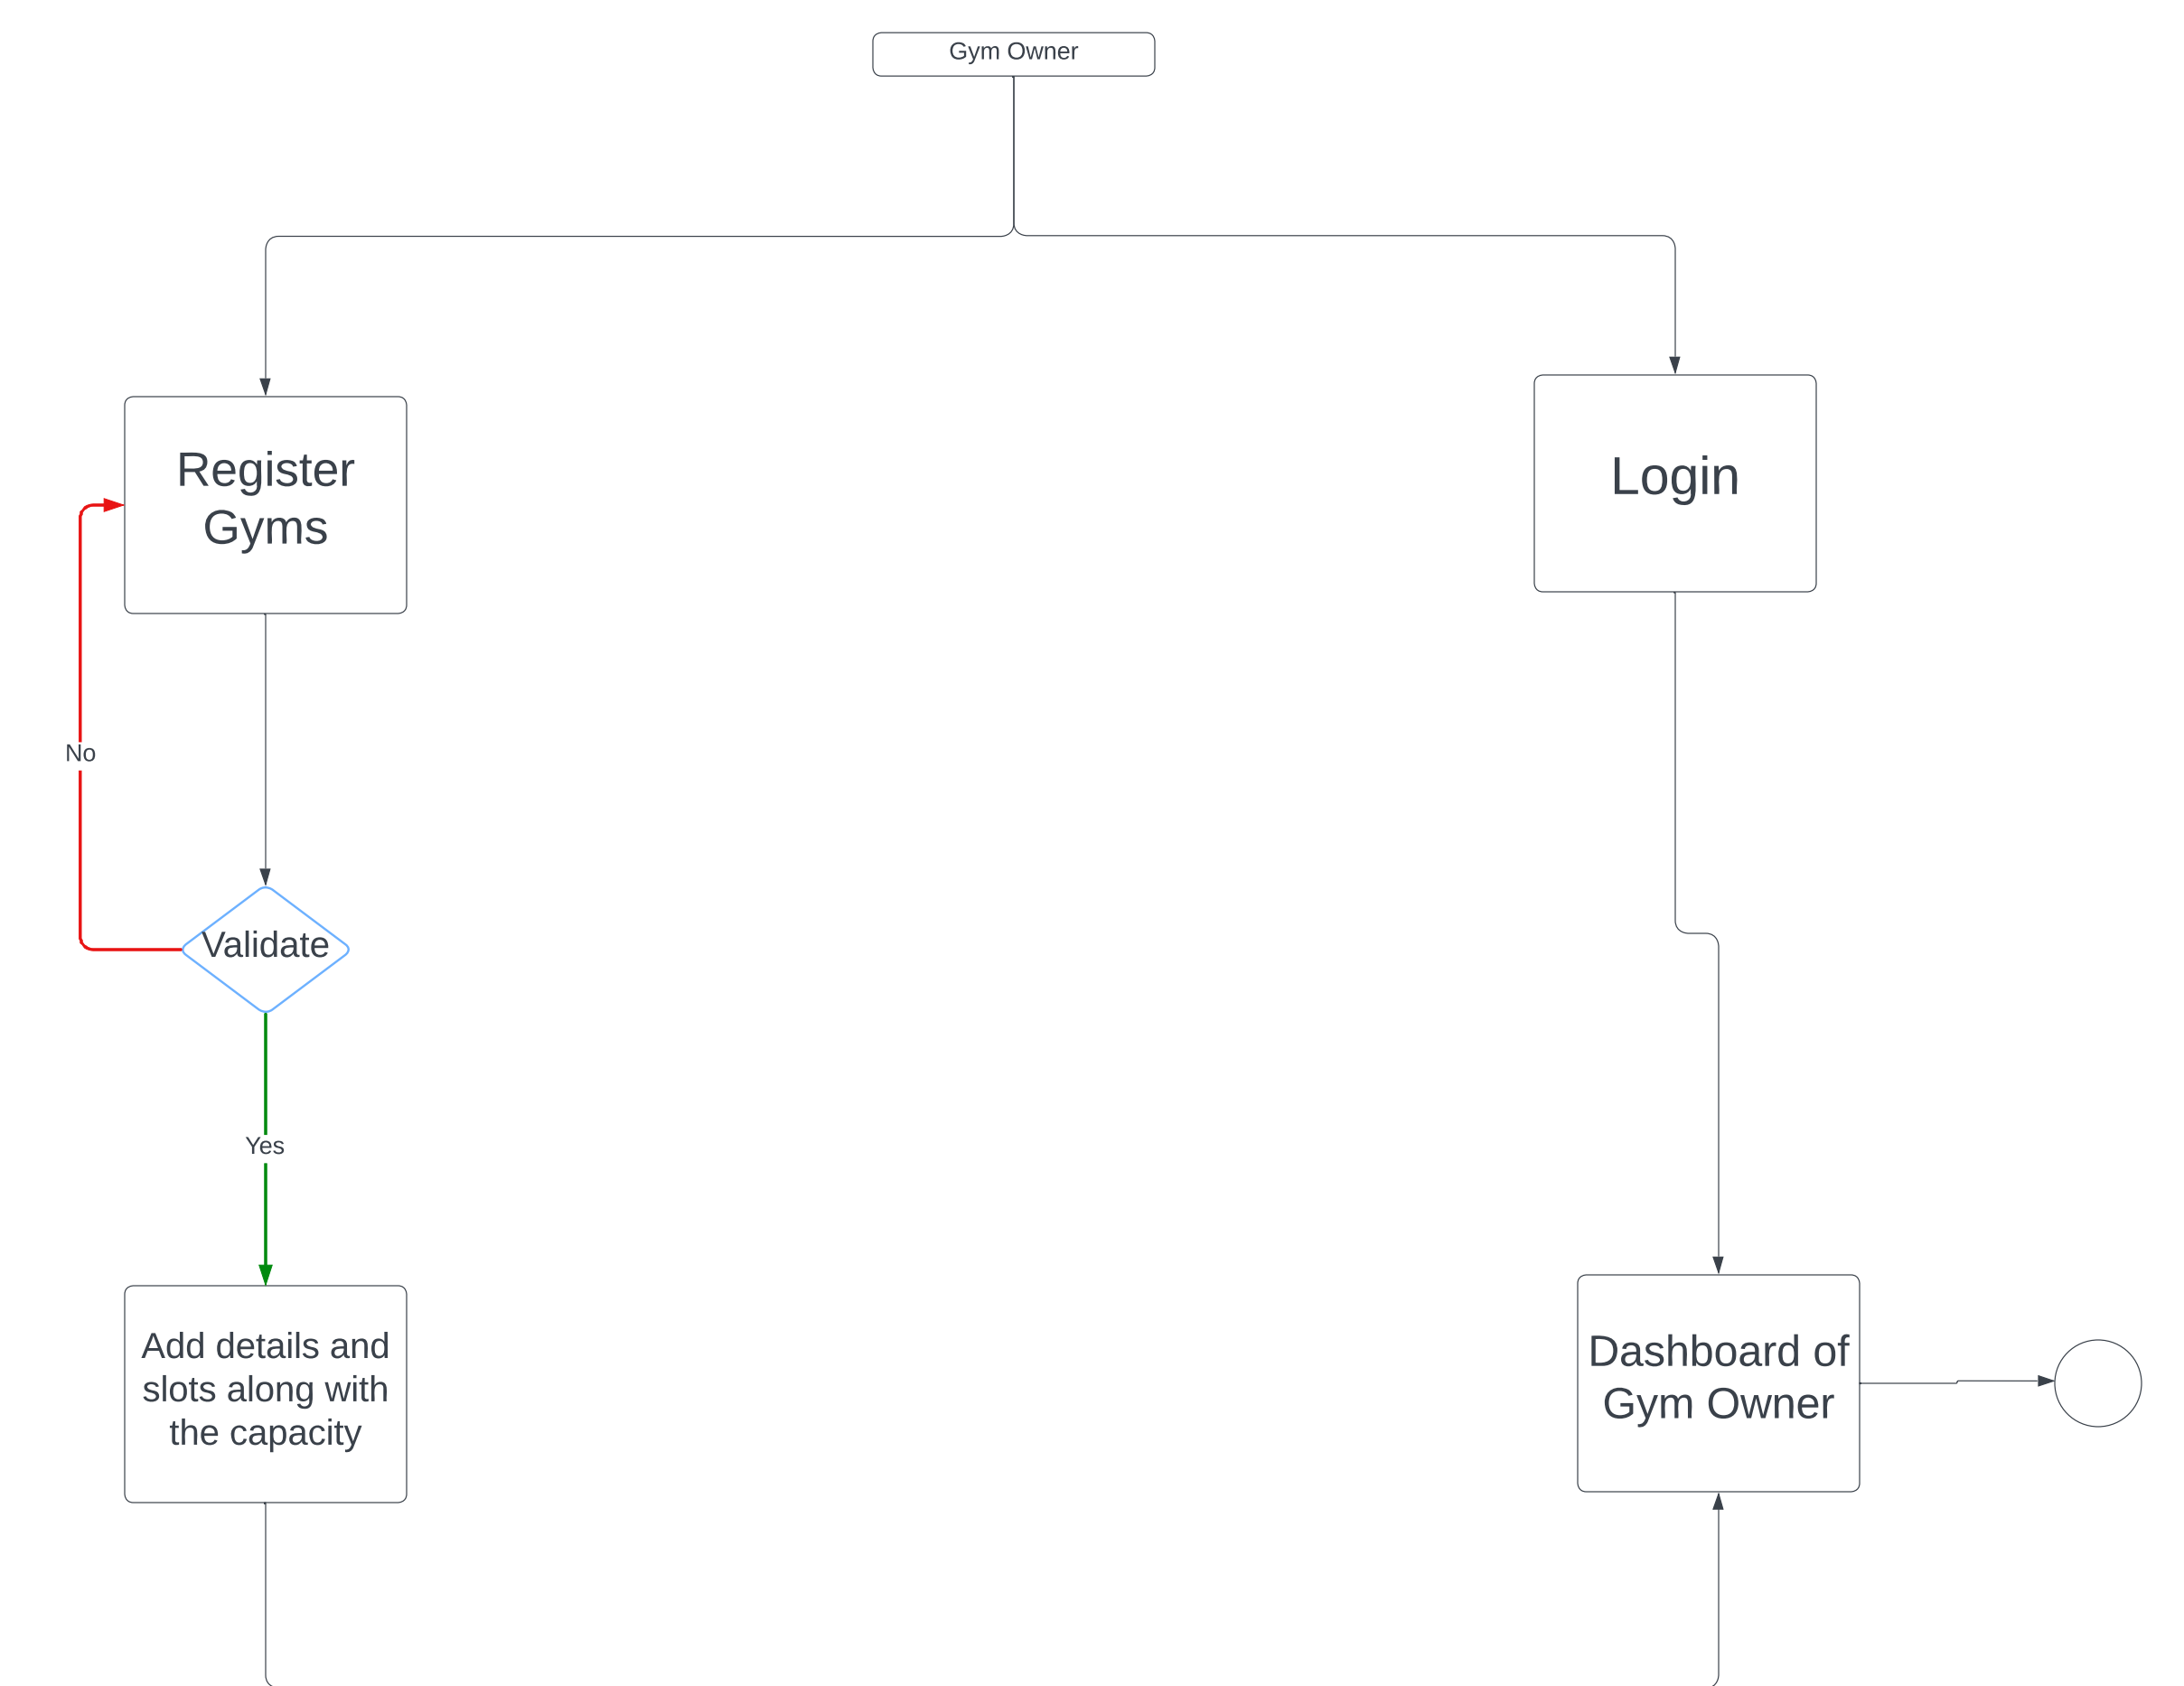 Gym Owner
Register
Gyms
Login
No
Validate
Yes
Add details and
slots along with
the capacity
Dashboard of
Gym Owner